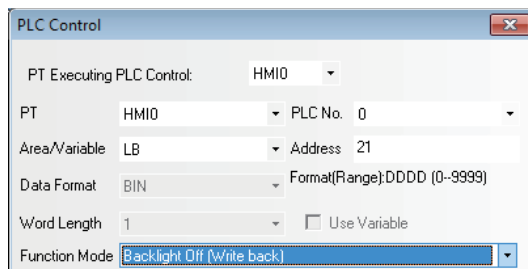 PLC Control
PT Executing PLC Control: HMI0
PT HMI0 PLC No. 0
Area/Variable LB Address 21
Data Format BIN Format(Range):DDDD (0--9999)
Word Length 1 Use Variable
Function Mode Backlight Off (Write back)